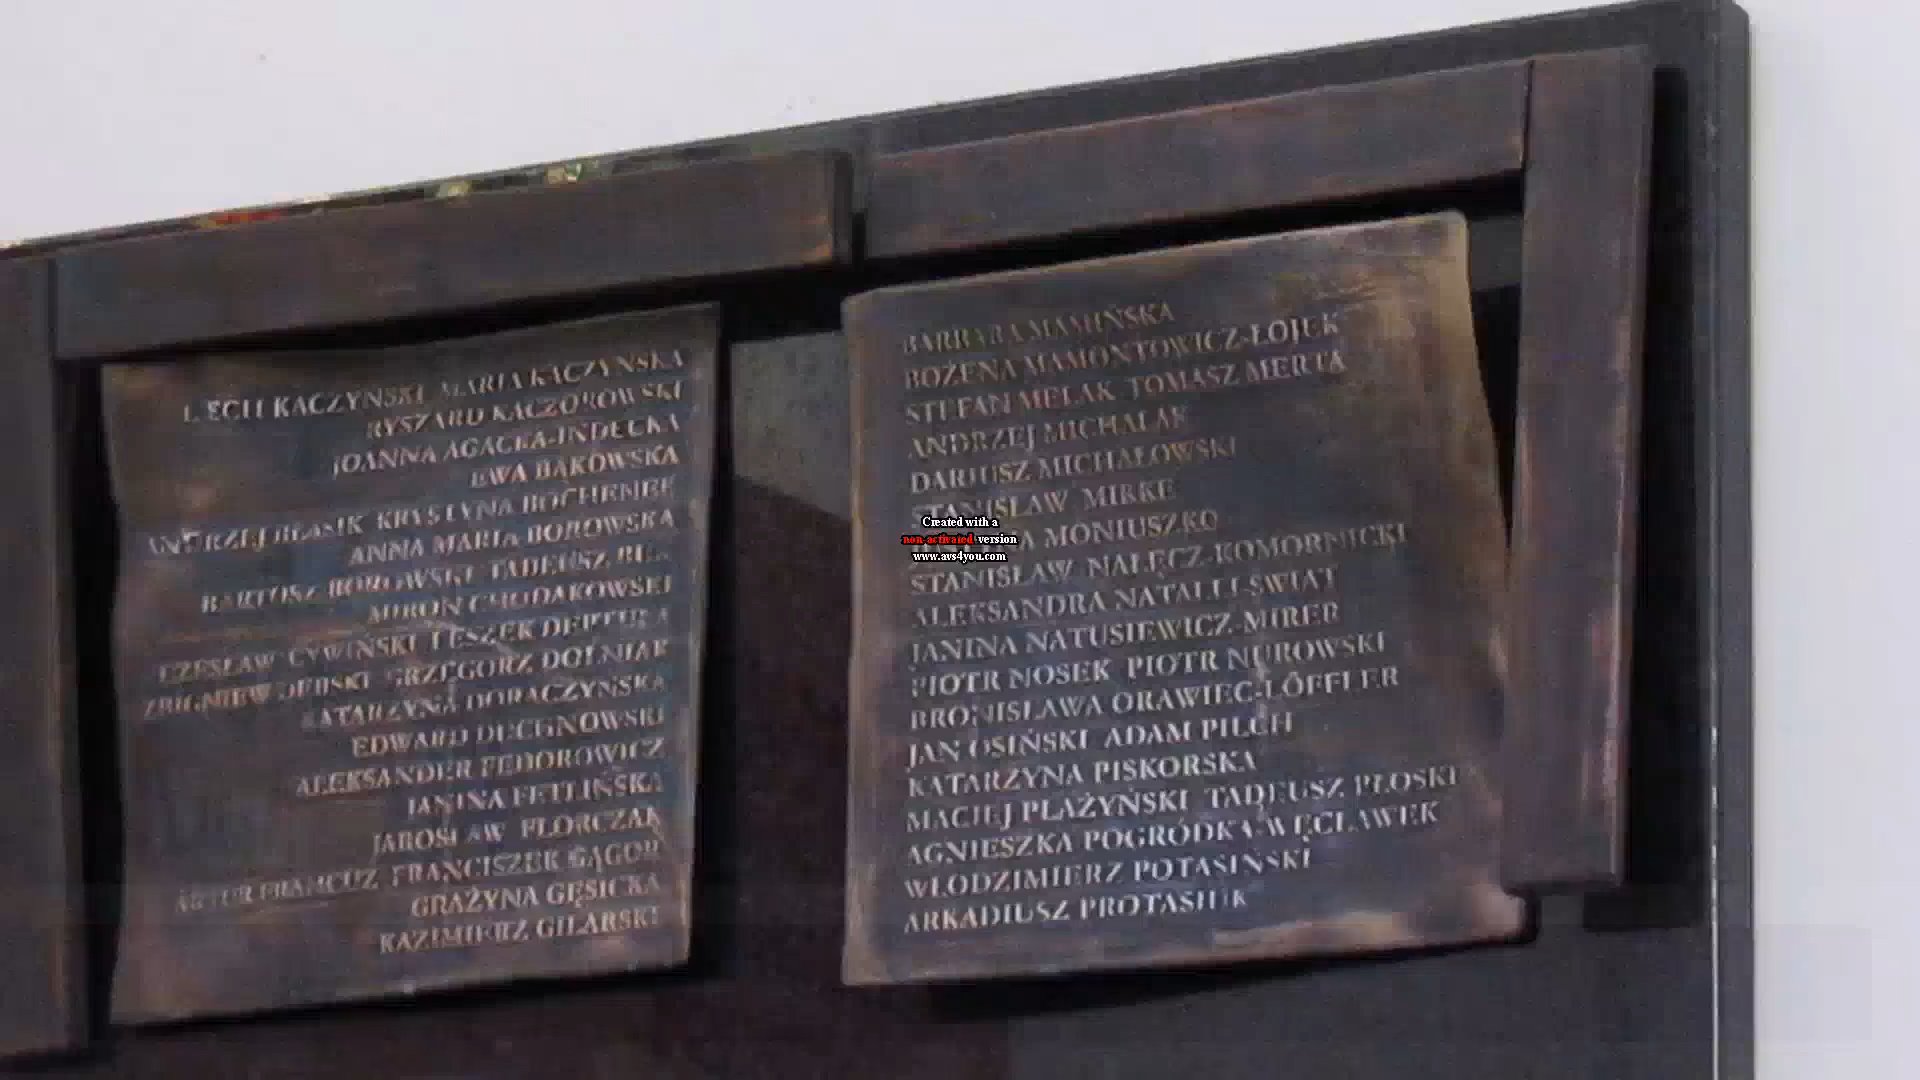 LECH KACZYŃSKI MARIA KACZYŃSKA
RYSZARD KACZOROWSKI
JOANNA AGACKA-INDECKA
EWA BĄKOWSKA
ANDRZEJ BŁASIK KRYSTYNA BOCHENEK
ANNA MARIA BOROWSKA
BARTOSZ BOROWSKI TADEUSZ BUK
MIRON CHODAKOWSKI
CZESŁAW CYWIŃSKI LESZEK DEPTUŁA
ZBIGNIEW DĘBSKI GRZEGORZ DOLNIAK
KATARZYNA DORACZYŃSKA
EDWARD DUCHNOWSKI
ALEKSANDER FEDOROWICZ
JANINA FETLIŃSKA
JAROSŁAW FLORCZAK
ARTUR FRANCUZ FRANCISZEK GĄGOR
GRAŻYNA GĘSICKA
KAZIMIERZ GILARSKI
BARBARA MAMIŃSKA
BOŻENA MAMONTOWICZ-ŁOJEK
STEFAN MELAK TOMASZ MERTA
ANDRZEJ MICHALAK
DARIUSZ MICHAŁOWSKI
STANISŁAW MIRKE
JUSTYNA MONIUSZKO
STANISŁAW NAŁĘCZ-KOMORNICKI
ALEKSANDRA NATALLI-ŚWIAT
JANINA NATUSIEWICZ-MIRER
PIOTR NOSEK PIOTR NUROWSKI
BRONISŁAWA ORAWIEC-LÖFFLER
JAN OSIŃSKI ADAM PILCH
KATARZYNA PISKORSKA
MACIEJ PŁAŻYŃSKI TADEUSZ PŁOSKI
AGNIESZKA POGRÓDKA-WĘCŁAWEK
WŁODZIMIERZ POTASIŃSKI
ARKADIUSZ PROTASIUK
Created with a
non-activated version
www.avs4you.com